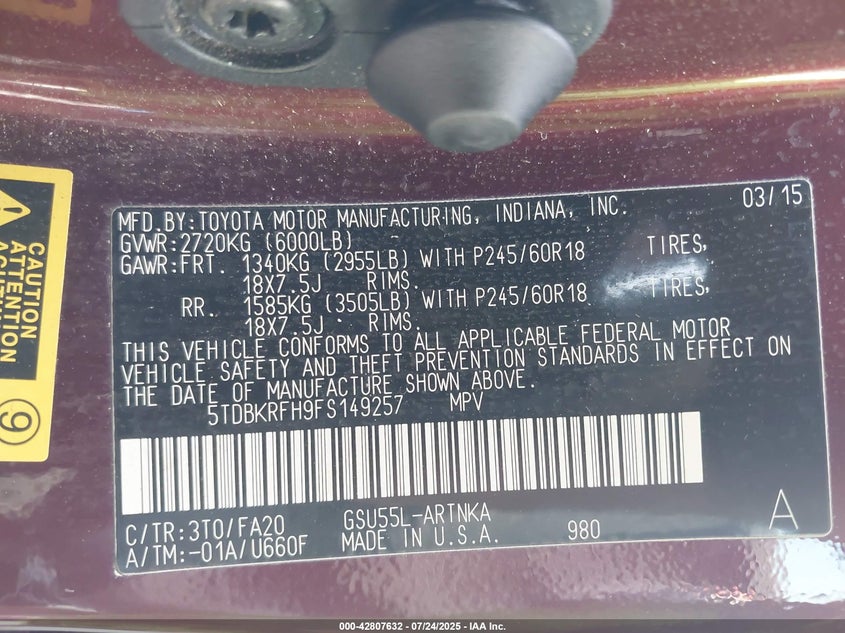 MFD.BY:TOYOTA MOTOR MANUFACTURING, INDIANA, INC. 03/15
GVWR:2720KG (6000LB)
GAWR:FRT. 1340KG (2955LB) WITH P245/60R18 TIRES,
18X7.5J RIMS.
RR. 1585KG (3505LB) WITH P245/60R18 TIRES,
18X7.5J RIMS.
THIS VEHICLE CONFORMS TO ALL APPLICABLE FEDERAL MOTOR
VEHICLE SAFETY AND THEFT PREVENTION STANDARDS IN EFFECT ON
THE DATE OF MANUFACTURE SHOWN ABOVE.
5TDBKRFH9FS149257 MPV
C/TR:3T0/FA20 GSU55L-ARTNKA A
A/TM:-01A/U660F MADE IN U.S.A. 980
CAUTION
ATTENTION
9
000-42807632 - 07/24/2025 - IAA Inc.